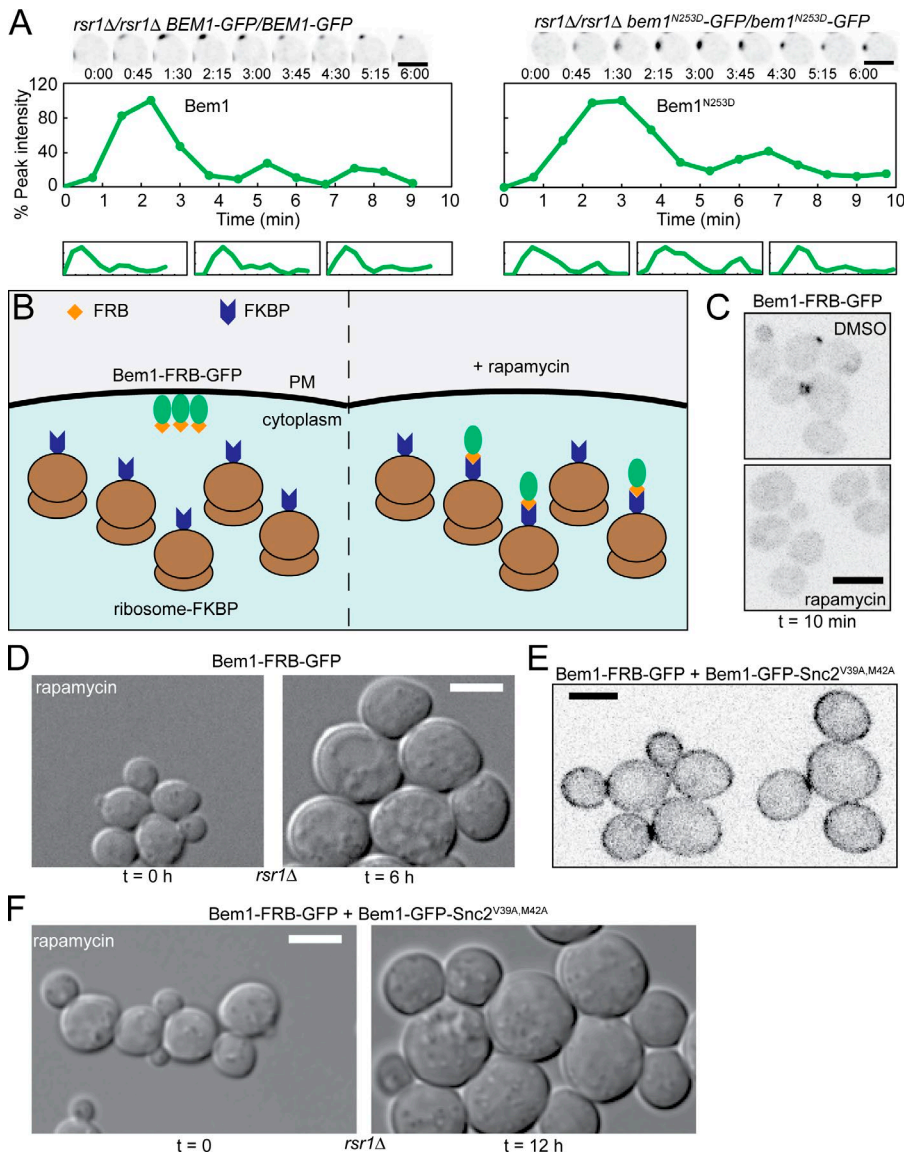 A
rsr1Δ/rsr1Δ BEM1-GFP/BEM1-GFP
0:00 0:45 1:30 2:15 3:00 3:45 4:30 5:15 6:00
% Peak intensity
120
80
40
0
Bem1
0 1 2 3 4 5 6 7 8 9 10
Time (min)
rsr1Δ/rsr1Δ bem1N253D-GFP/bem1N253D-GFP
0:00 0:45 1:30 2:15 3:00 3:45 4:30 5:15 6:00
Bem1N253D
0 1 2 3 4 5 6 7 8 9 10
Time (min)
B
FRB FKBP
Bem1-FRB-GFP PM
cytoplasm
ribosome-FKBP
+ rapamycin
C
Bem1-FRB-GFP
DMSO
rapamycin
t = 10 min
D
Bem1-FRB-GFP
rapamycin
t = 0 h rsr1Δ t = 6 h
E
Bem1-FRB-GFP + Bem1-GFP-Snc2V39A,M42A
F
Bem1-FRB-GFP + Bem1-GFP-Snc2V39A,M42A
rapamycin
t = 0 rsr1Δ t = 12 h